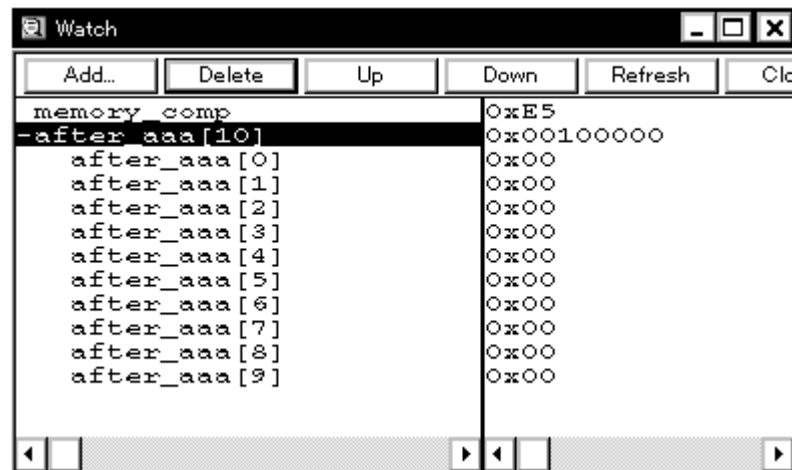 Watch
Add... Delete Up Down Refresh Clo
memory_comp 0xE5
-after_aaa[10] 0x00100000
after_aaa[0] 0x00
after_aaa[1] 0x00
after_aaa[2] 0x00
after_aaa[3] 0x00
after_aaa[4] 0x00
after_aaa[5] 0x00
after_aaa[6] 0x00
after_aaa[7] 0x00
after_aaa[8] 0x00
after_aaa[9] 0x00